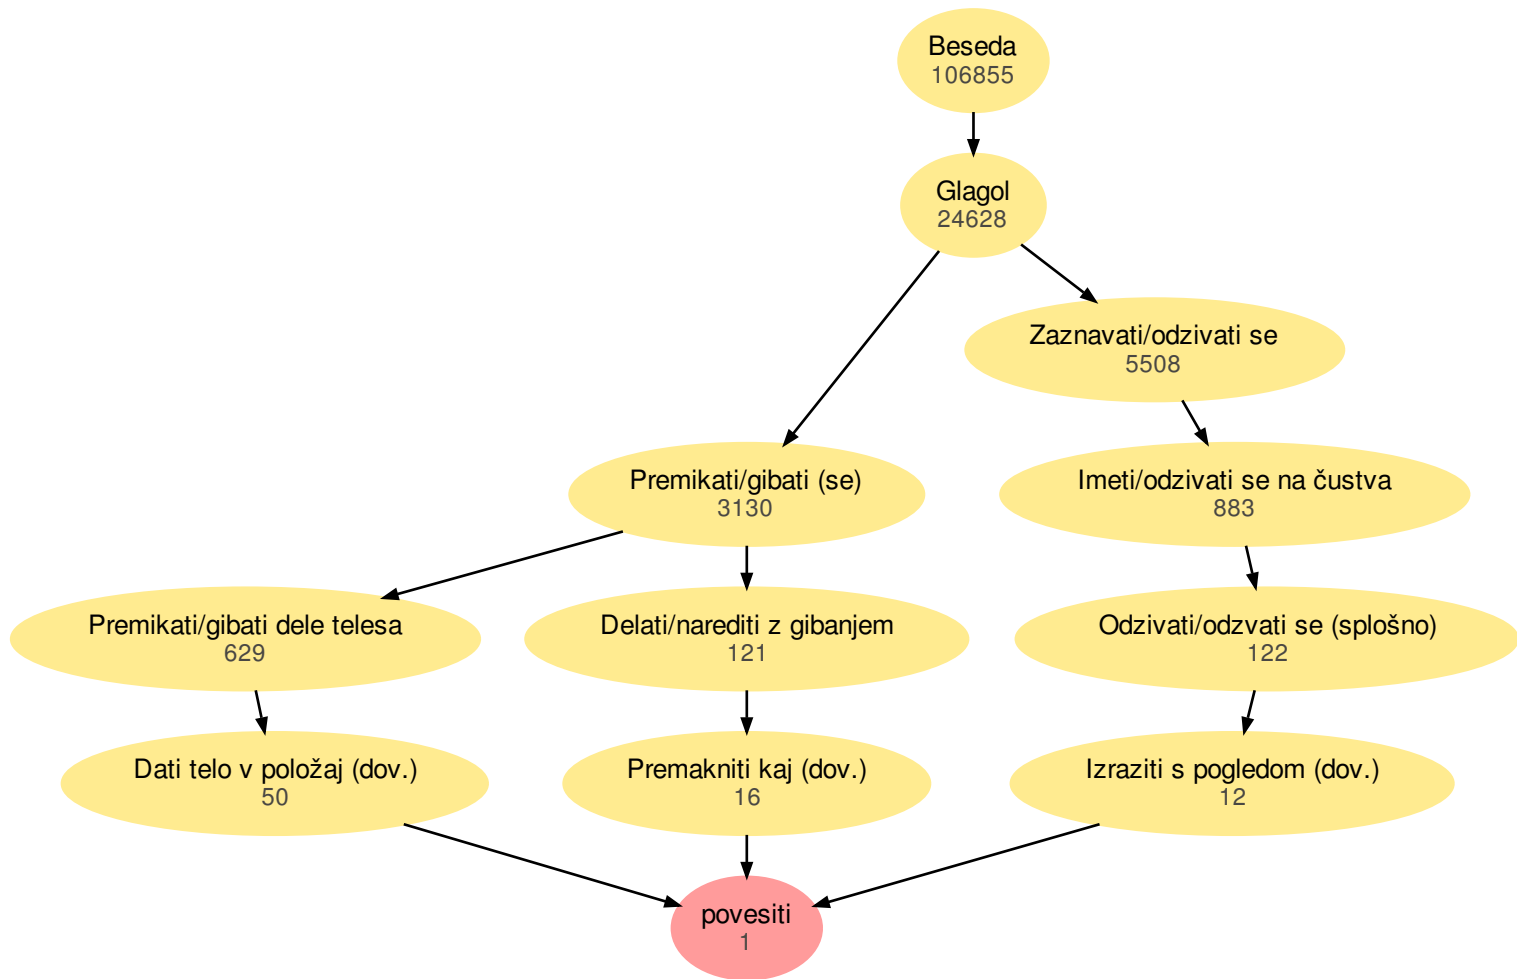 Beseda
106855
Glagol
24628
Zaznavati/odzivati se
5508
Premikati/gibati (se)
3130
Imeti/odzivati se na čustva
883
Premikati/gibati dele telesa
629
Delati/narediti z gibanjem
121
Odzivati/odzvati se (splošno)
122
Dati telo v položaj (dov.)
50
Premakniti kaj (dov.)
16
Izraziti s pogledom (dov.)
12
povesiti
1